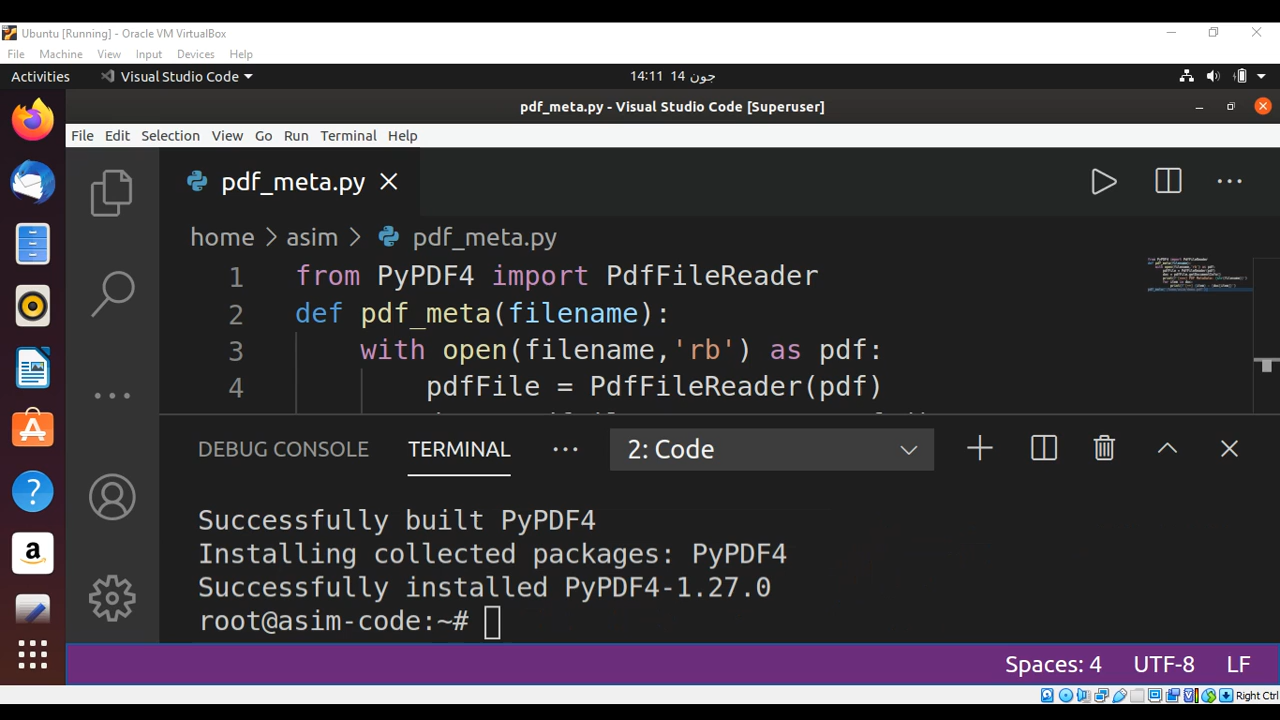 Ubuntu [Running] - Oracle VM VirtualBox
File Machine View Input Devices Help
Activities Visual Studio Code 14:11 14 جون
pdf_meta.py - Visual Studio Code [Superuser]
File Edit Selection View Go Run Terminal Help
pdf_meta.py
home > asim > pdf_meta.py
1 from PyPDF4 import PdfFileReader
2 def pdf_meta(filename):
3 with open(filename,'rb') as pdf:
4 pdfFile = PdfFileReader(pdf)
DEBUG CONSOLE TERMINAL ··· 2: Code
Successfully built PyPDF4
Installing collected packages: PyPDF4
Successfully installed PyPDF4-1.27.0
root@asim-code:~#
Spaces: 4 UTF-8 LF
Right Ctrl